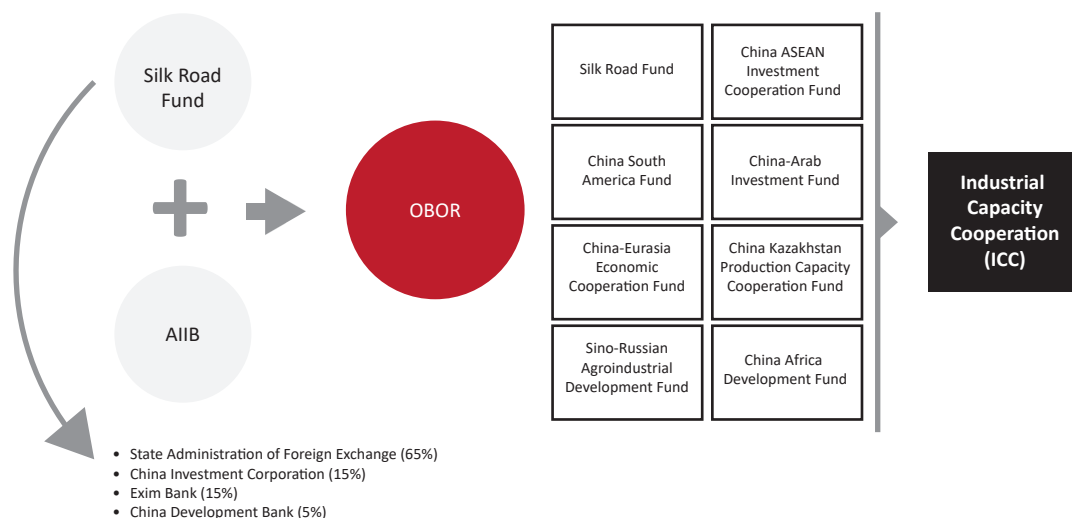 Silk Road
Fund
AIIB
• State Administration of Foreign Exchange (65%)
• China Investment Corporation (15%)
• Exim Bank (15%)
• China Development Bank (5%)
OBOR
Silk Road Fund
China ASEAN
Investment
Cooperation Fund
China South
America Fund
China-Arab
Investment Fund
China-Eurasia
Economic
Cooperation Fund
China Kazakhstan
Production Capacity
Cooperation Fund
Sino-Russian
Agroindustrial
Development Fund
China Africa
Development Fund
Industrial
Capacity
Cooperation
(ICC)